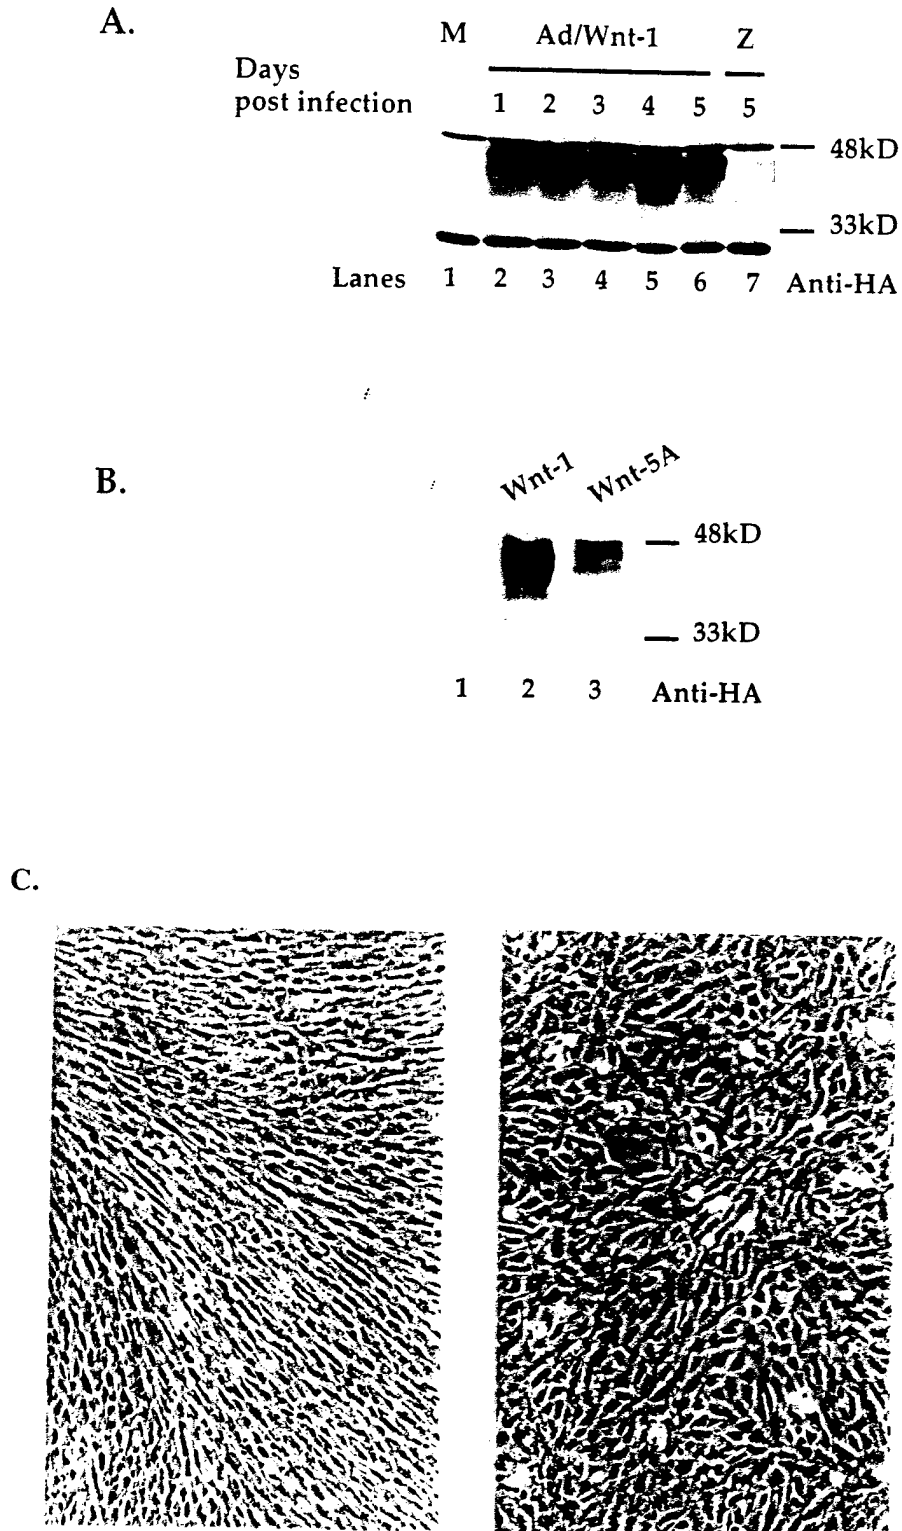 A.
M Ad/Wnt-1 Z
Days
post infection 1 2 3 4 5 5
48kD
33kD
Lanes 1 2 3 4 5 6 7 Anti-HA
B.
Wnt-1 Wnt-5A
48kD
33kD
1 2 3 Anti-HA
C.